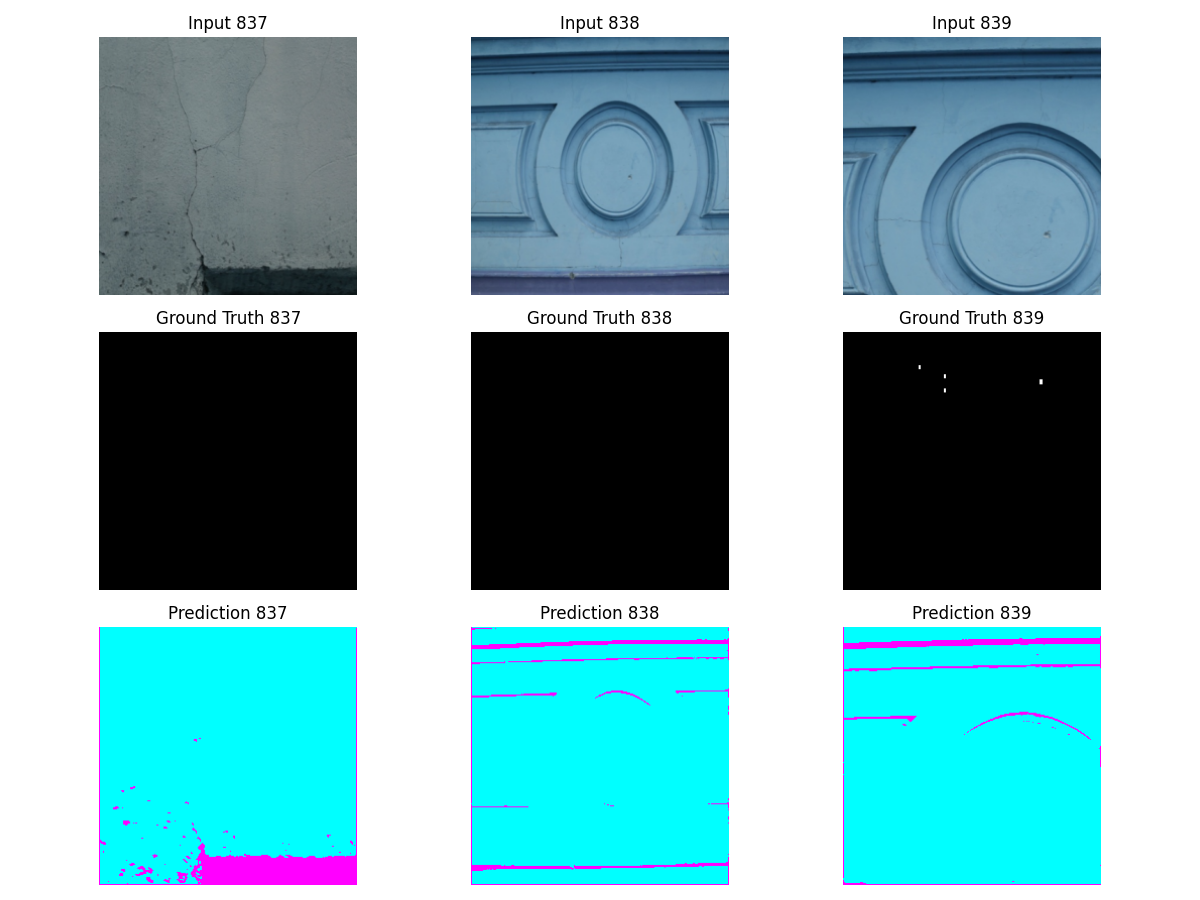 Input 837
Input 838
Input 839
Ground Truth 837
Ground Truth 838
Ground Truth 839
Prediction 837
Prediction 838
Prediction 839